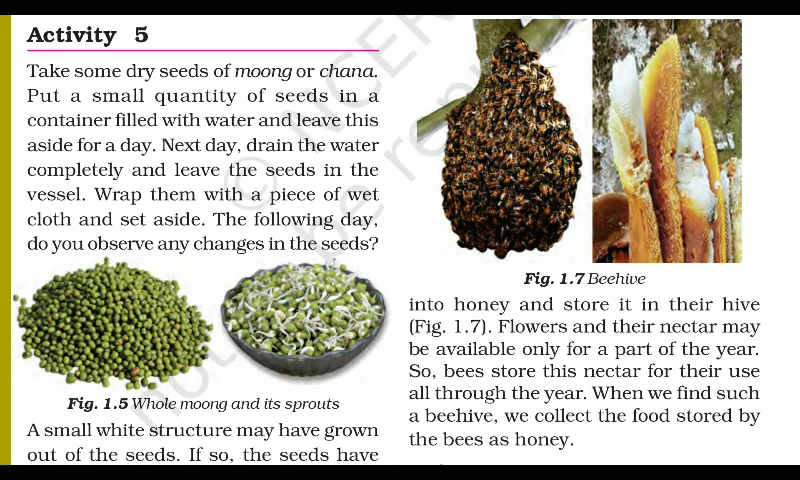 Activity 5
Take some dry seeds of moong or chana.
Put a small quantity of seeds in a
container filled with water and leave this
aside for a day. Next day, drain the water
completely and leave the seeds in the
vessel. Wrap them with a piece of wet
cloth and set aside. The following day,
do you observe any changes in the seeds?
Fig. 1.5 Whole moong and its sprouts
A small white structure may have grown
out of the seeds. If so, the seeds have
Fig. 1.7 Beehive
into honey and store it in their hive
(Fig. 1.7). Flowers and their nectar may
be available only for a part of the year.
So, bees store this nectar for their use
all through the year. When we find such
a beehive, we collect the food stored by
the bees as honey.
© NCER
not be rep